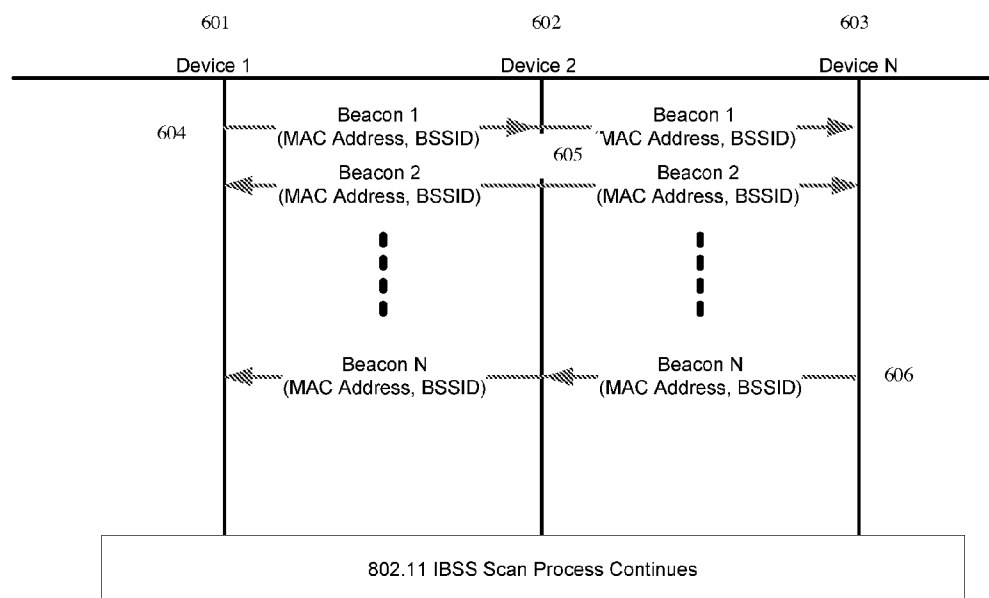 601 602 603
Device 1 Device 2 Device N
Beacon 1 Beacon 1
604 (MAC Address, BSSID) (MAC Address, BSSID)
605
Beacon 2 Beacon 2
(MAC Address, BSSID) (MAC Address, BSSID)
Beacon N Beacon N
(MAC Address, BSSID) (MAC Address, BSSID) 606
802.11 IBSS Scan Process Continues